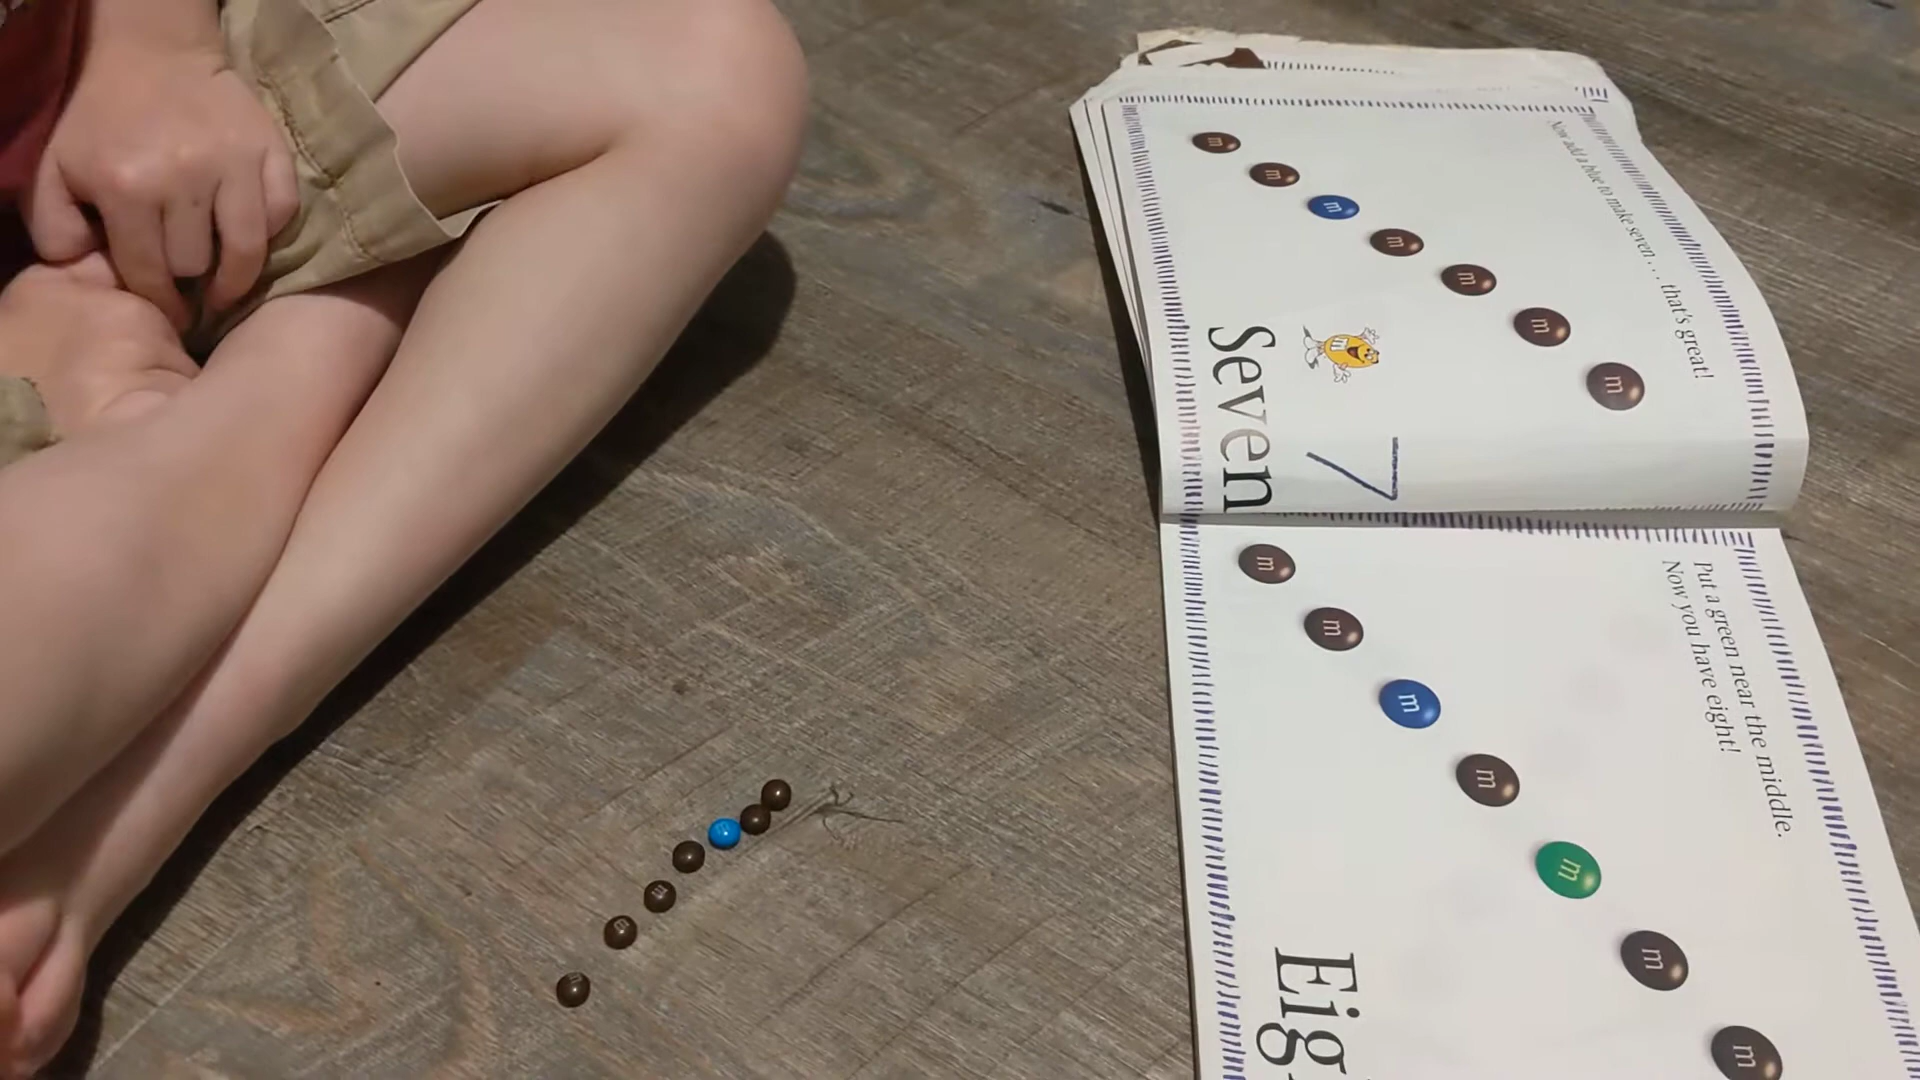 Now add a blue to make seven . . . that's great!
7
Seven
Put a green near the middle.
Now you have eight!
Eig
m
m
m
m
m
m
m
m
m
m
m
m
m
m